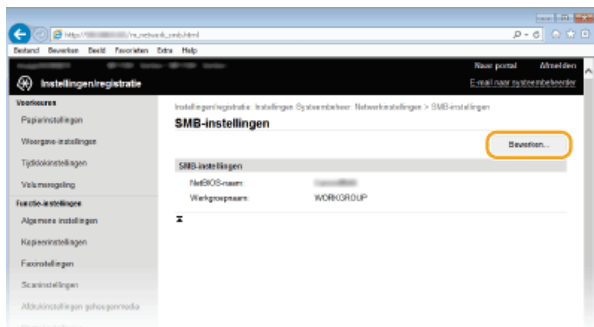 http://
/m_network_smb.html
Bestand Bewerken Beeld Favorieten Extra Help
Naar portal Afmelden
Instellingen/registratie
E-mail naar systeembeheerder
Voorkeuren
Papierinstellingen
Weergave-instellingen
Tijdklokinstellingen
Volumeregeling
Functie-instellingen
Algemene instellingen
Kopieerinstellingen
Faxinstellingen
Scaninstellingen
Afdrukinstellingen geheugenmedia
Instellingen/registratie: Instellingen Systeembeheer: Netwerkinstellingen > SMB-instellingen
SMB-instellingen
Bewerken...
SMB-instellingen
NetBIOS-naam:
Werkgroepnaam: WORKGROUP